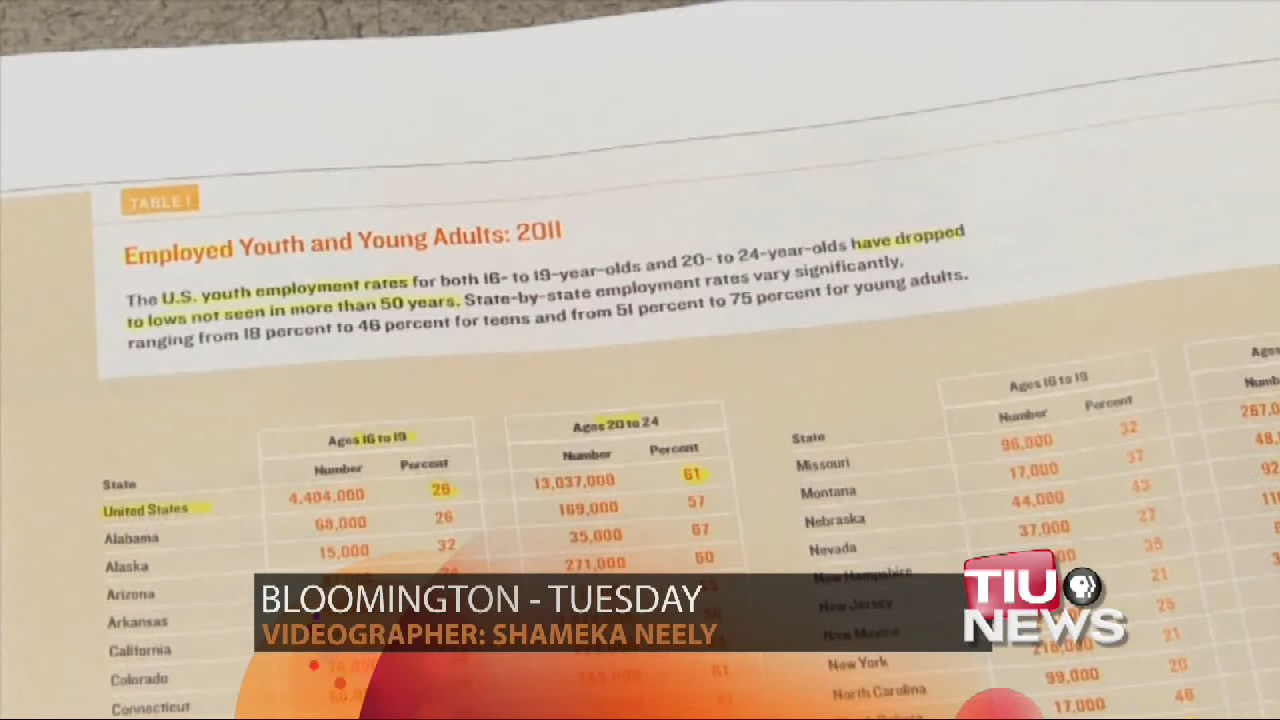 TABLE I
Employed Youth and Young Adults: 2011
The U.S. youth employment rates for both 16- to 19-year-olds and 20- to 24-year-olds have dropped
to lows not seen in more than 50 years. State-by-state employment rates vary significantly,
ranging from 18 percent to 46 percent for teens and from 51 percent to 75 percent for young adults.
Ages 16 to 19 Ages 20 to 24
State Number Percent Number Percent
United States 4,404,000 26 13,037,000 61
Alabama 68,000 26 169,000 57
Alaska 15,000 32 35,000 67
Arizona 271,000 60
Arkansas
California
Colorado 61
Connecticut
Ages 16 to 19
State Number Percent Numb
Missouri 96,000 32
Montana 17,000 37
Nebraska 44,000 43
Nevada 37,000 27
New Hampshire
New Jersey 21
New Mexico 25
New York 218,000 21
North Carolina 99,000 20
17,000 46
BLOOMINGTON - TUESDAY
VIDEOGRAPHER: SHAMEKA NEELY
TIU
NEWS